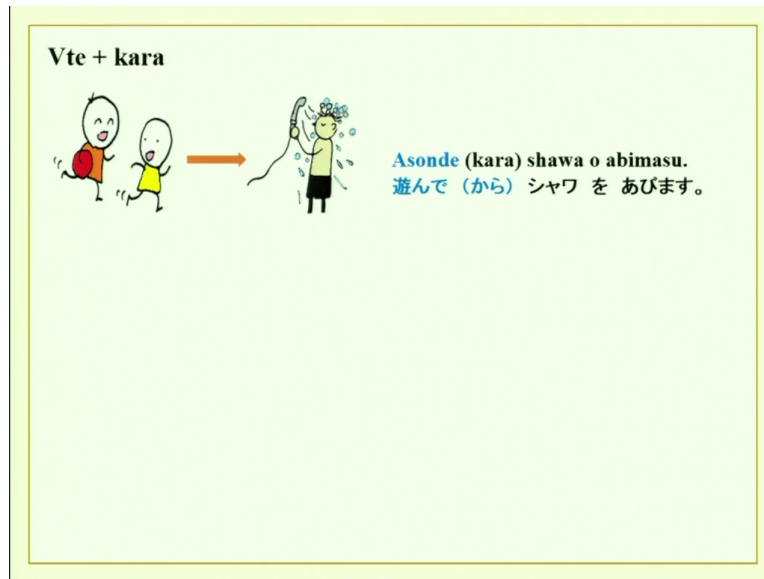 Vte + kara
Asonde (kara) shawa o abimasu.
遊んで（から） シャワ を あびます。